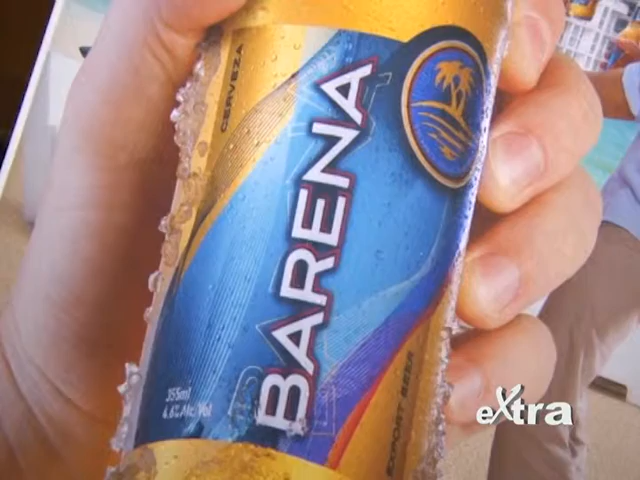 CERVEZA
BARENA
355ml
4.6% Alc. Vol
EXPORT BEER
extra